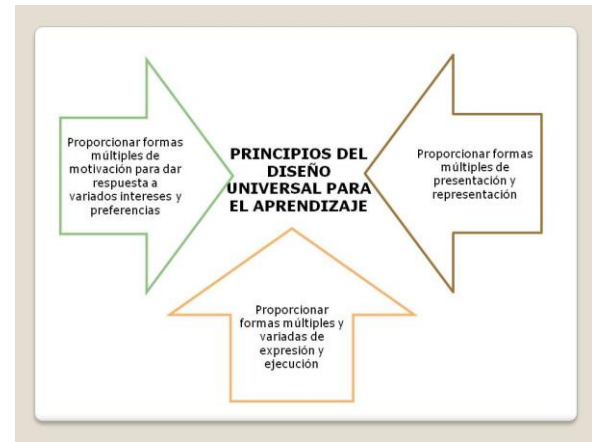 PRINCIPIOS DEL
DISEÑO
UNIVERSAL PARA
EL APRENDIZAJE
Proporcionar formas
múltiples de
motivación para dar
respuesta a
variados intereses y
preferencias
Proporcionar formas
múltiples de
presentación y
representación
Proporcionar
formas múltiples y
variadas de
expresión y
ejecución